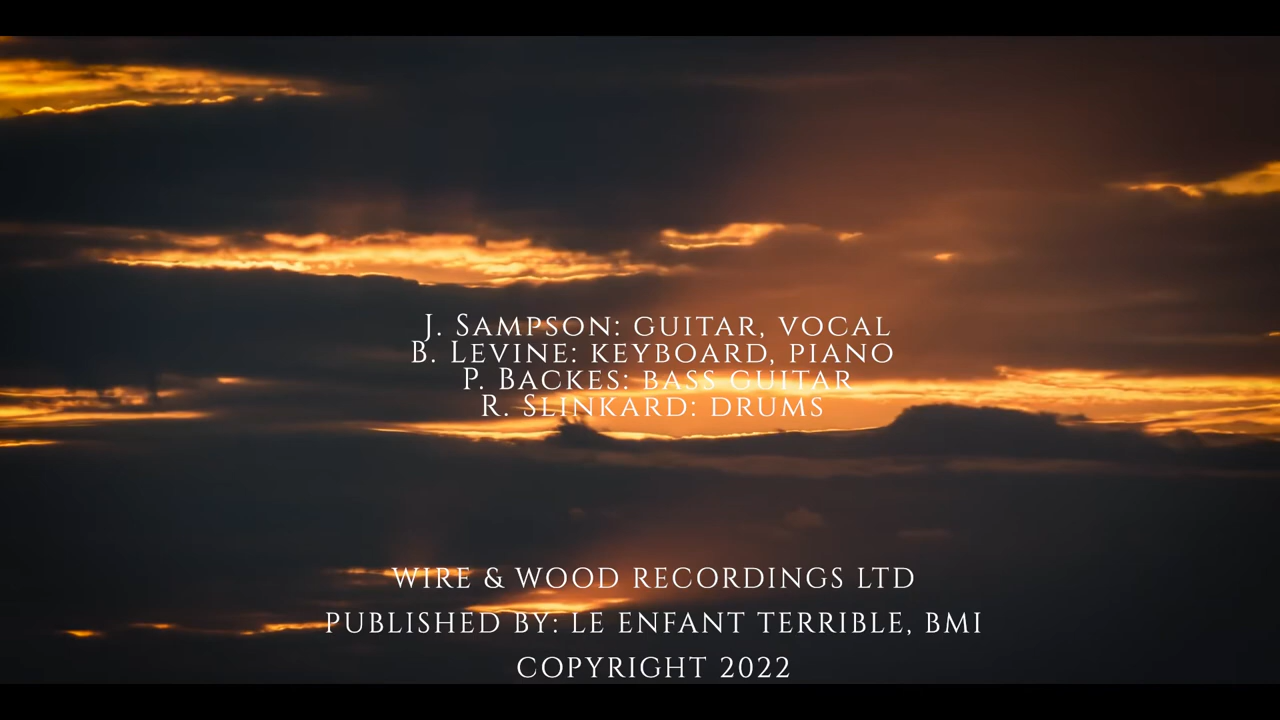 J. Sampson: guitar, vocal
B. Levine: keyboard, piano
P. Backes: bass guitar
R. Slinkard: drums
WIRE & WOOD RECORDINGS LTD
PUBLISHED BY: LE ENFANT TERRIBLE, BMI
COPYRIGHT 2022